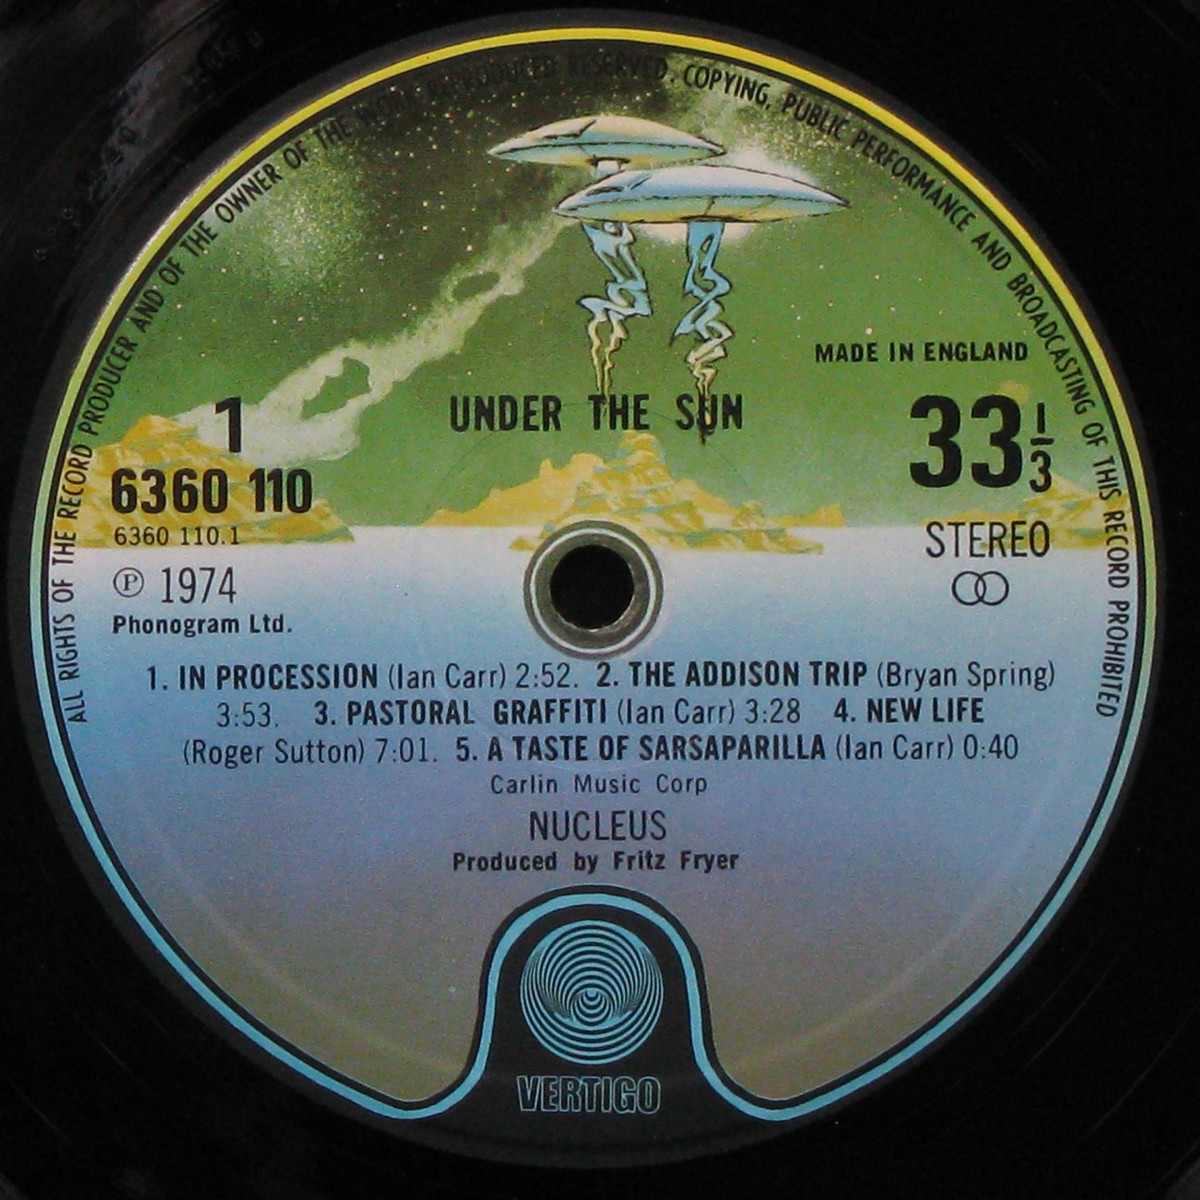 ALL RIGHTS OF THE RECORD PRODUCER AND OF THE OWNER OF THE WORK REPRODUCED RESERVED. COPYING, PUBLIC PERFORMANCE AND BROADCASTING OF THIS RECORD PROHIBITED
MADE IN ENGLAND
UNDER THE SUN
1
6360 110
6360 110.1
Ⓟ 1974
Phonogram Ltd.
33 1/3
STEREO
1. IN PROCESSION (Ian Carr) 2:52. 2. THE ADDISON TRIP (Bryan Spring)
3:53. 3. PASTORAL GRAFFITI (Ian Carr) 3:28 4. NEW LIFE
(Roger Sutton) 7:01. 5. A TASTE OF SARSAPARILLA (Ian Carr) 0:40
Carlin Music Corp
NUCLEUS
Produced by Fritz Fryer
VERTIGO